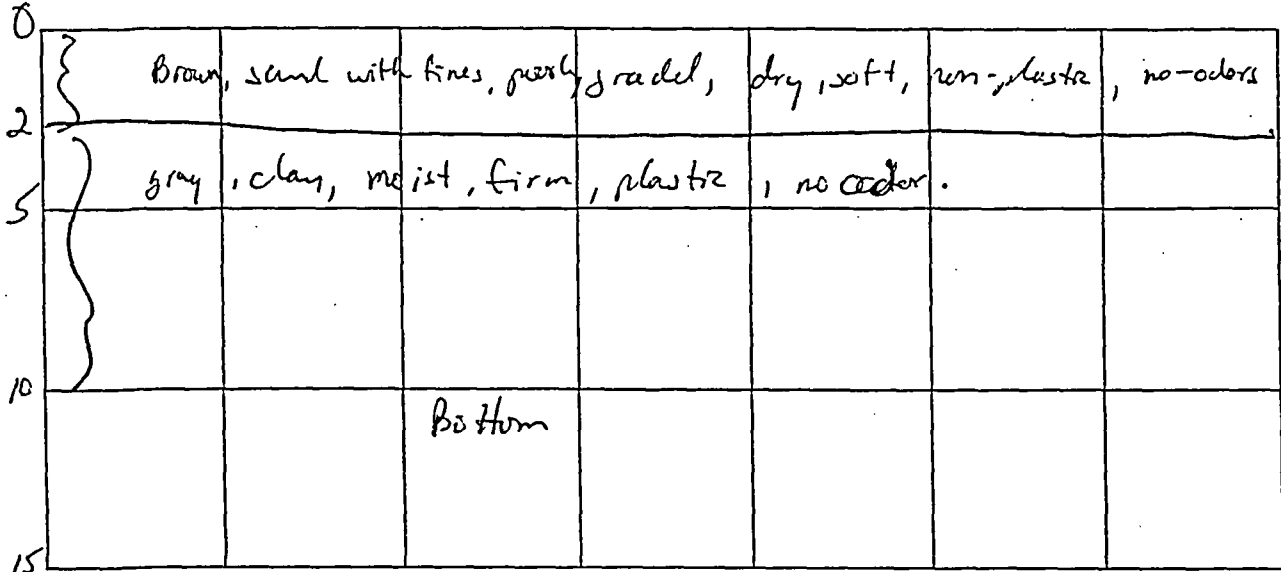 0
Brown, sand with fines, poorly graded, dry, soft, non-plastic, no-odors
2
gray, clay, moist, firm, plastic, no odor.
5
10
Bottom
15